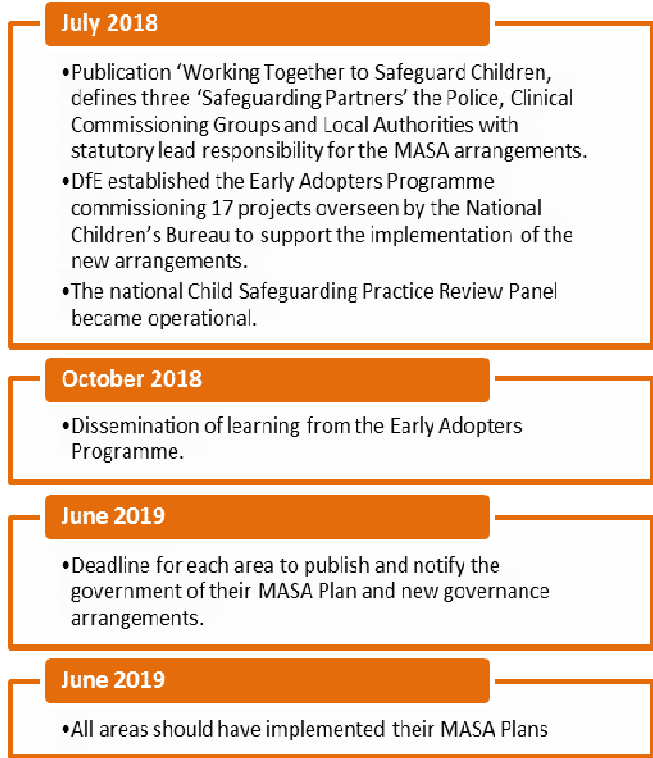 July 2018
•Publication ‘Working Together to Safeguard Children,
defines three ‘Safeguarding Partners’ the Police, Clinical
Commissioning Groups and Local Authorities with
statutory lead responsibility for the MASA arrangements.
•DfE established the Early Adopters Programme
commissioning 17 projects overseen by the National
Children’s Bureau to support the implementation of the
new arrangements.
•The national Child Safeguarding Practice Review Panel
became operational.
October 2018
•Dissemination of learning from the Early Adopters
Programme.
June 2019
•Deadline for each area to publish and notify the
government of their MASA Plan and new governance
arrangements.
June 2019
•All areas should have implemented their MASA Plans